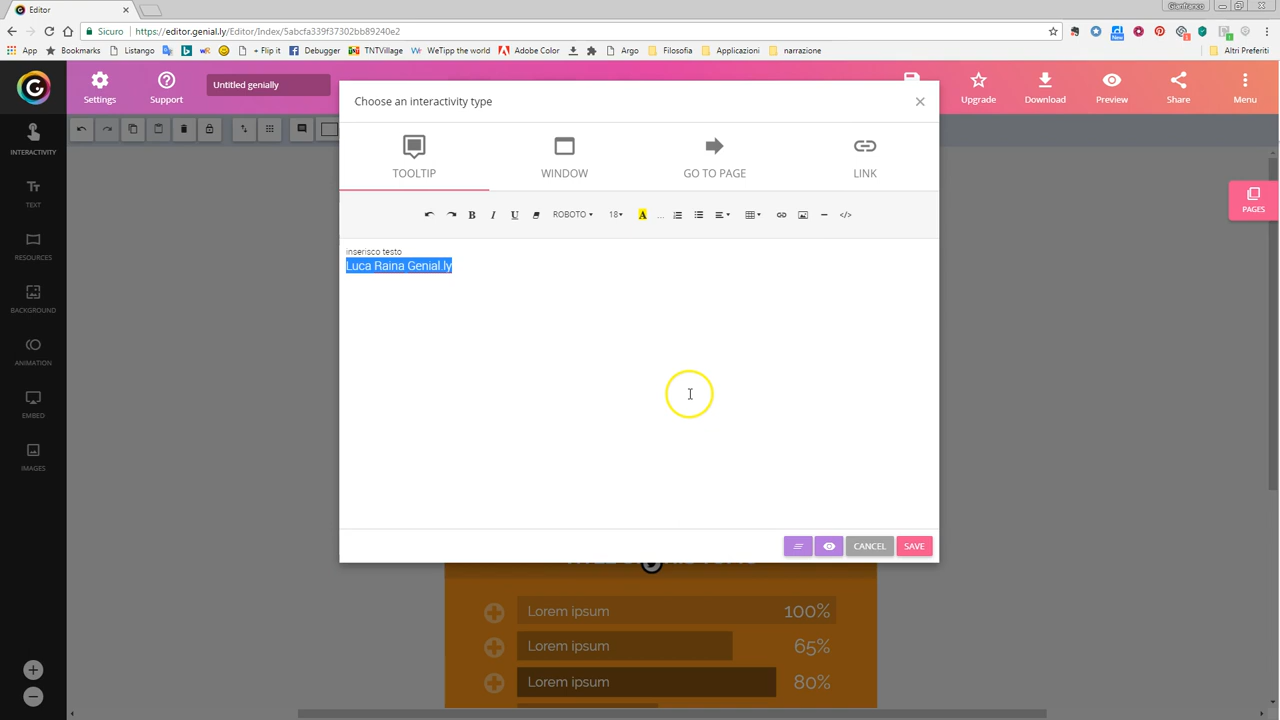 Editor
Gianfranco
Sicuro https://editor.genial.ly/Editor/Index/5abcfa339f37302bb89240e2
App Bookmarks Listango + Flip it Debugger TNTVillage WeTipp the world Adobe Color Argo Filosofia Applicazioni narrazione Altri Preferiti
Settings Support Untitled genially Upgrade Download Preview Share Menu
Choose an interactivity type
TOOLTIP WINDOW GO TO PAGE LINK
ROBOTO 18 A ... </>
inserisco testo
Luca Raina Genial.ly
CANCEL SAVE
INTERACTIVITY
TEXT
RESOURCES
BACKGROUND
ANIMATION
EMBED
IMAGES
PAGES
Lorem ipsum 100%
Lorem ipsum 65%
Lorem ipsum 80%